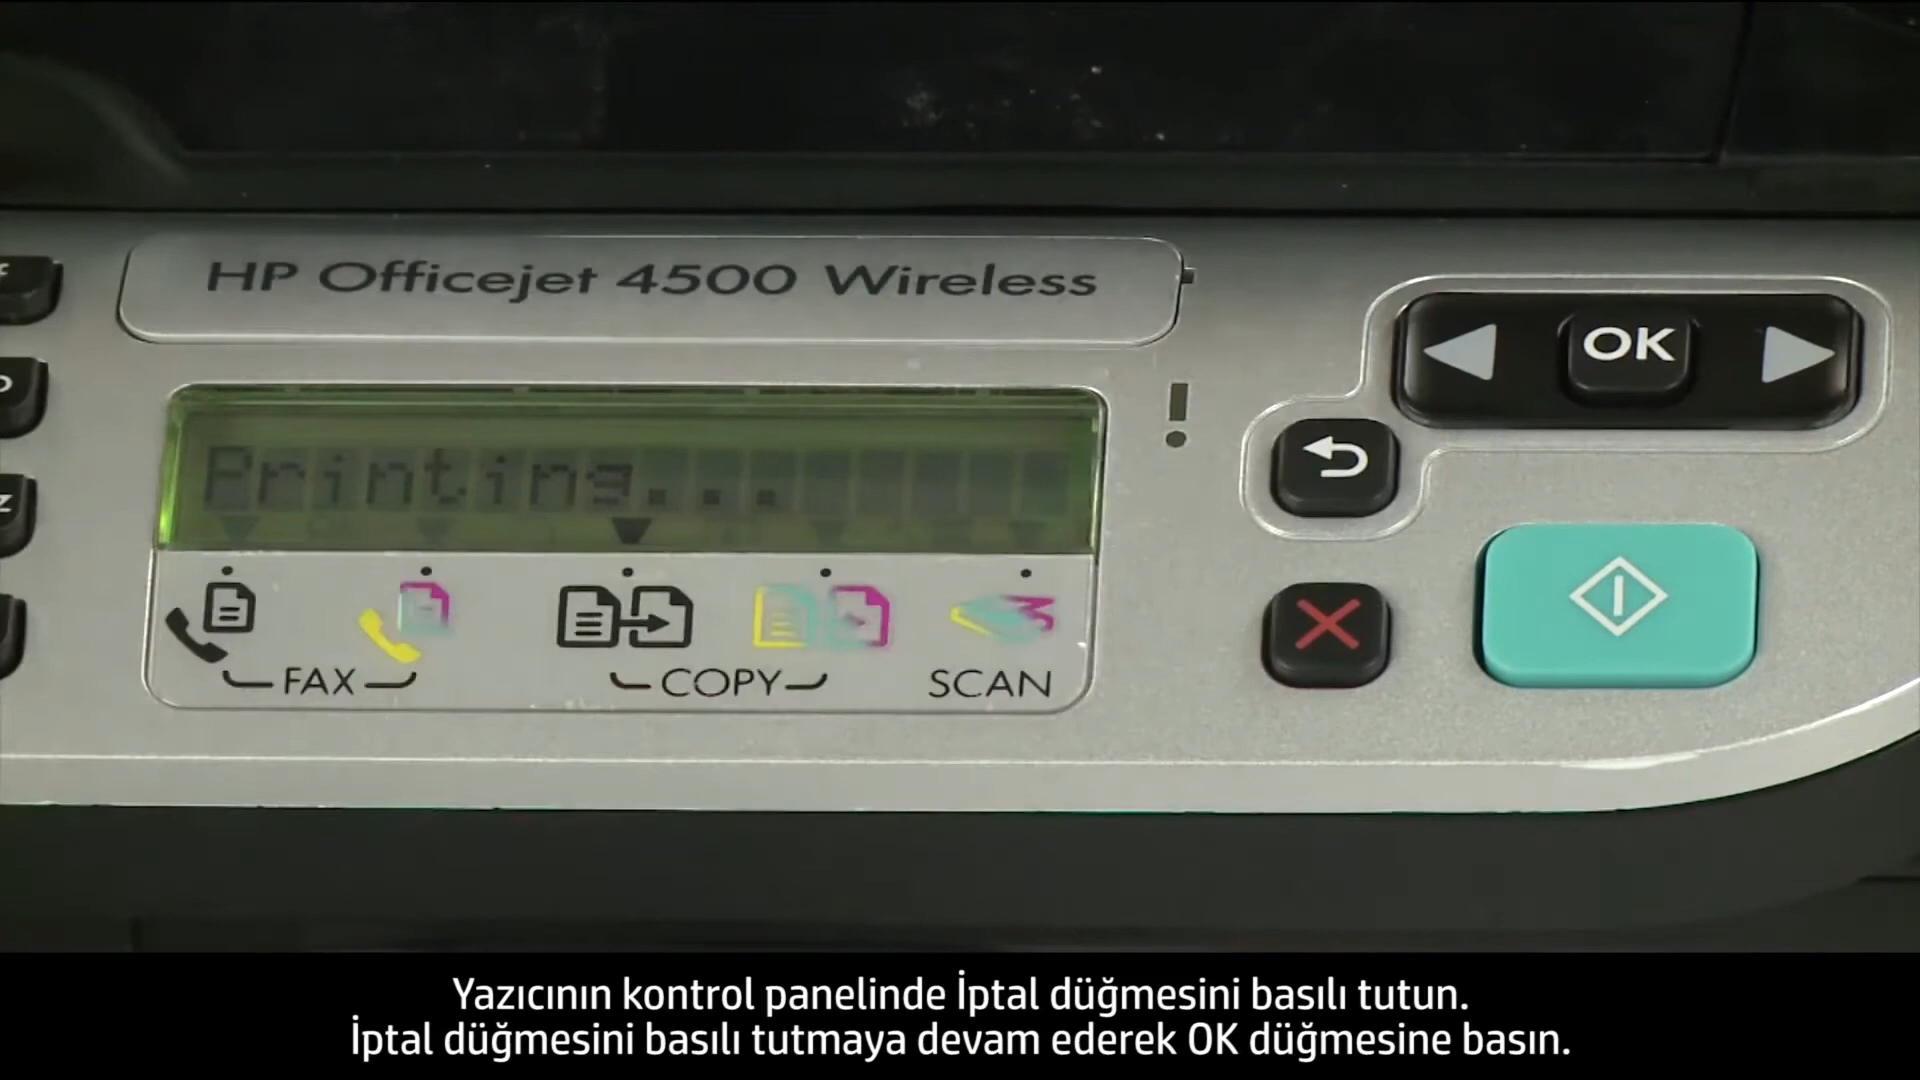 HP Officejet 4500 Wireless
OK
Printing...
FAX
COPY
SCAN
Yazıcının kontrol panelinde İptal düğmesini basılı tutun.
İptal düğmesini basılı tutmaya devam ederek OK düğmesine basın.